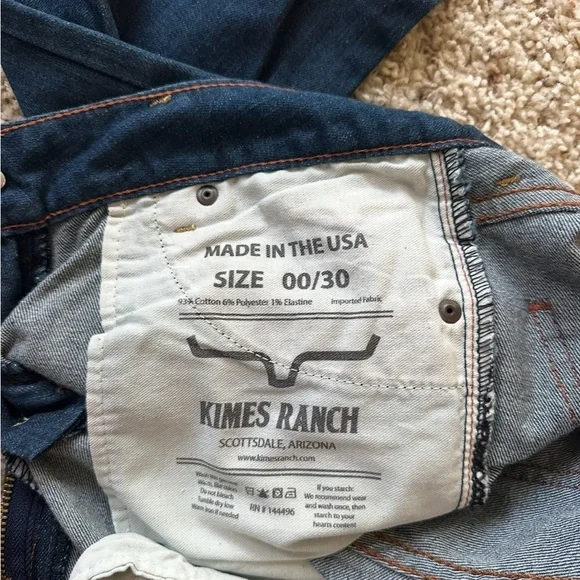 MADE IN THE USA
SIZE 00/30
93% Cotton 6% Polyester 1% Elastine Imported Fabric
KIMES RANCH
SCOTTSDALE, ARIZONA
www.kimesranch.com
Do not bleach
Tumble dry low
Warm iron if needed
RN # 144496
If you starch:
We recommend wear
and wash once, then
starch to your
hearts content